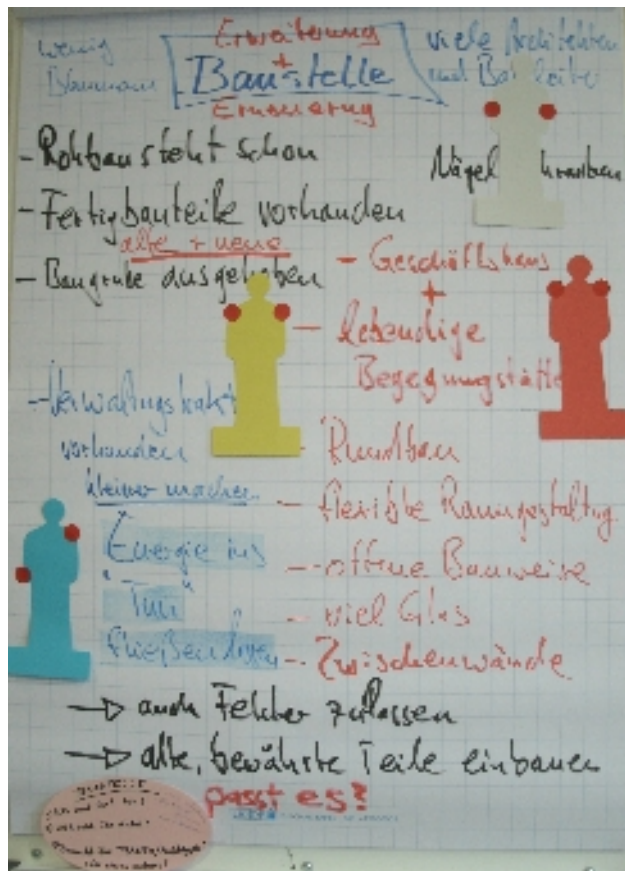 wenig
Blaumann
Erweiterung
+
Baustelle
Erneuerung
viele Architekten
und Bauleiter
Nägel
- Rohbau steht schon
- Fertigbauteile vorhanden
alte + neue
- Baugrube ausgehoben
- Geschäftshaus
+
- lebendige
Begegnungstätte
- Verwaltungstrakt
vorhanden
kleiner machen
- Rundbau
- flexible Raumgestaltung
- offene Bauweise
- viel Glas
- Zwischenwände
Energie ins
"Tun"
fließen lassen
→ auch Fehler zulassen
→ alte, bewährte Teile einbauen
passt es?